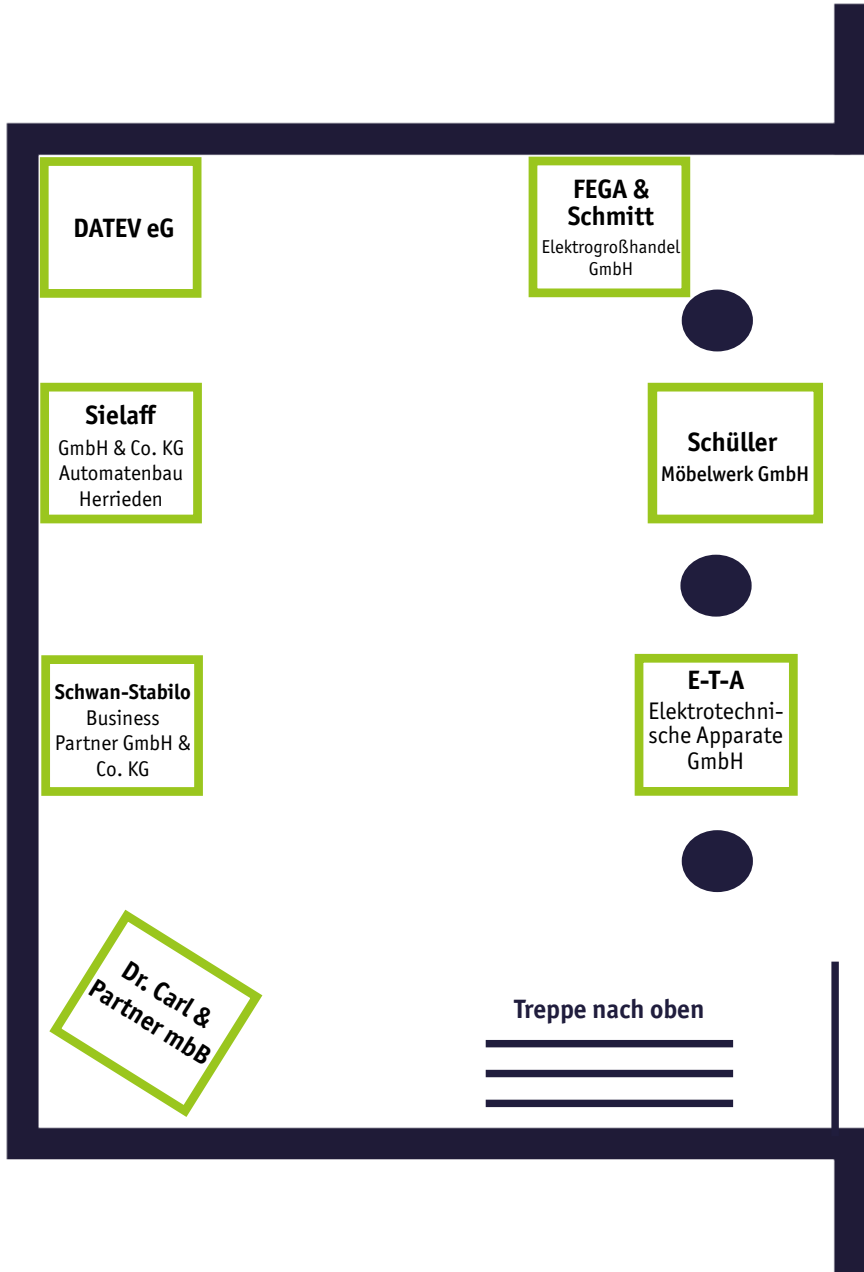 DATEV eG
FEGA &
Schmitt
Elektrogroßhandel
GmbH
Sielaff
GmbH & Co. KG
Automatenbau
Herrieden
Schüller
Möbelwerk GmbH
Schwan-Stabilo
Business
Partner GmbH &
Co. KG
E-T-A
Elektrotechni-
sche Apparate
GmbH
Dr. Carl &
Partner mbB
Treppe nach oben